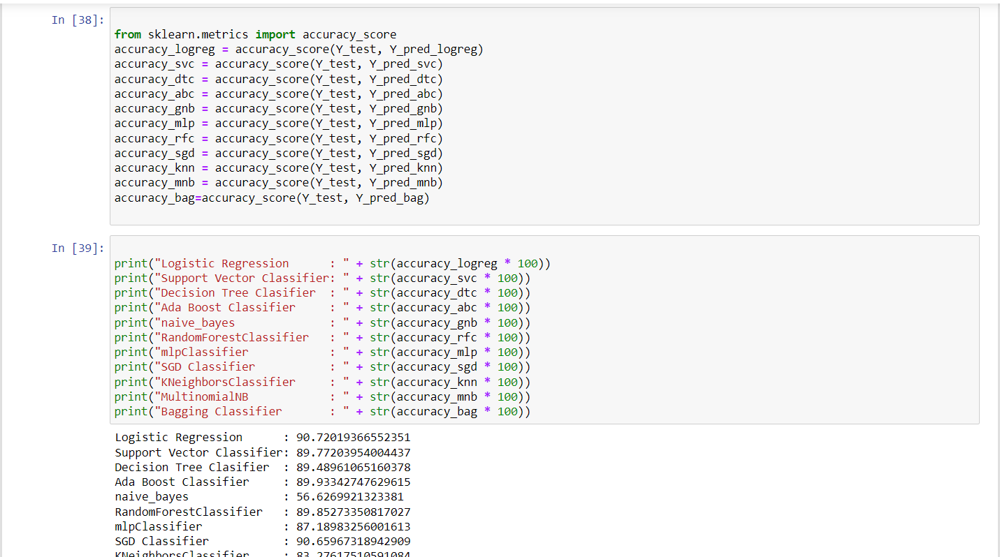 In [38]:
from sklearn.metrics import accuracy_score
accuracy_logreg = accuracy_score(Y_test, Y_pred_logreg)
accuracy_svc = accuracy_score(Y_test, Y_pred_svc)
accuracy_dtc = accuracy_score(Y_test, Y_pred_dtc)
accuracy_abc = accuracy_score(Y_test, Y_pred_abc)
accuracy_gnb = accuracy_score(Y_test, Y_pred_gnb)
accuracy_mlp = accuracy_score(Y_test, Y_pred_mlp)
accuracy_rfc = accuracy_score(Y_test, Y_pred_rfc)
accuracy_sgd = accuracy_score(Y_test, Y_pred_sgd)
accuracy_knn = accuracy_score(Y_test, Y_pred_knn)
accuracy_mnb = accuracy_score(Y_test, Y_pred_mnb)
accuracy_bag=accuracy_score(Y_test, Y_pred_bag)
In [39]:
print("Logistic Regression      : " + str(accuracy_logreg * 100))
print("Support Vector Classifier: " + str(accuracy_svc * 100))
print("Decision Tree Clasifier  : " + str(accuracy_dtc * 100))
print("Ada Boost Classifier     : " + str(accuracy_abc * 100))
print("naive_bayes              : " + str(accuracy_gnb * 100))
print("RandomForestClassifier   : " + str(accuracy_rfc * 100))
print("mlpClassifier            : " + str(accuracy_mlp * 100))
print("SGD Classifier           : " + str(accuracy_sgd * 100))
print("KNeighborsClassifier     : " + str(accuracy_knn * 100))
print("MultinomialNB            : " + str(accuracy_mnb * 100))
print("Bagging Classifier       : " + str(accuracy_bag * 100))
Logistic Regression      : 90.72019366552351
Support Vector Classifier: 89.77203954004437
Decision Tree Clasifier  : 89.48961065160378
Ada Boost Classifier     : 89.93342747629615
naive_bayes              : 56.6269921323381
RandomForestClassifier   : 89.85273350817027
mlpClassifier            : 87.18983256001613
SGD Classifier           : 90.65967318942909
KNeighborsClassifier     : 83.27617510591084